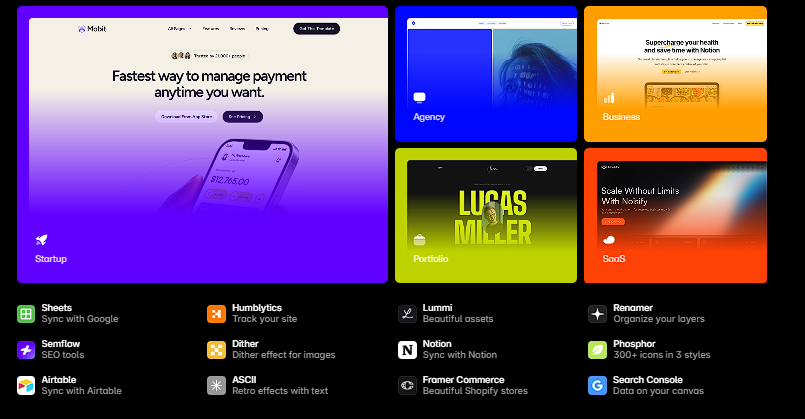 Mobit
All Pages
Features
Reviews
Pricing
Get This Template
Trusted by 21,000+ people
Fastest way to manage payment
anytime you want.
Download From App Store
See Pricing
$12,765.00
Startup
Agency
Supercharge your health
and save time with Notion
Business
LUCAS
MILLER
Portfolio
Scale Without Limits
With Noisify
SaaS
Sheets
Sync with Google
Humblytics
Track your site
Lummi
Beautiful assets
Renamer
Organize your layers
Semflow
SEO tools
Dither
Dither effect for images
Notion
Sync with Notion
Phosphor
300+ icons in 3 styles
Airtable
Sync with Airtable
ASCII
Retro effects with text
Framer Commerce
Beautiful Shopify stores
Search Console
Data on your canvas